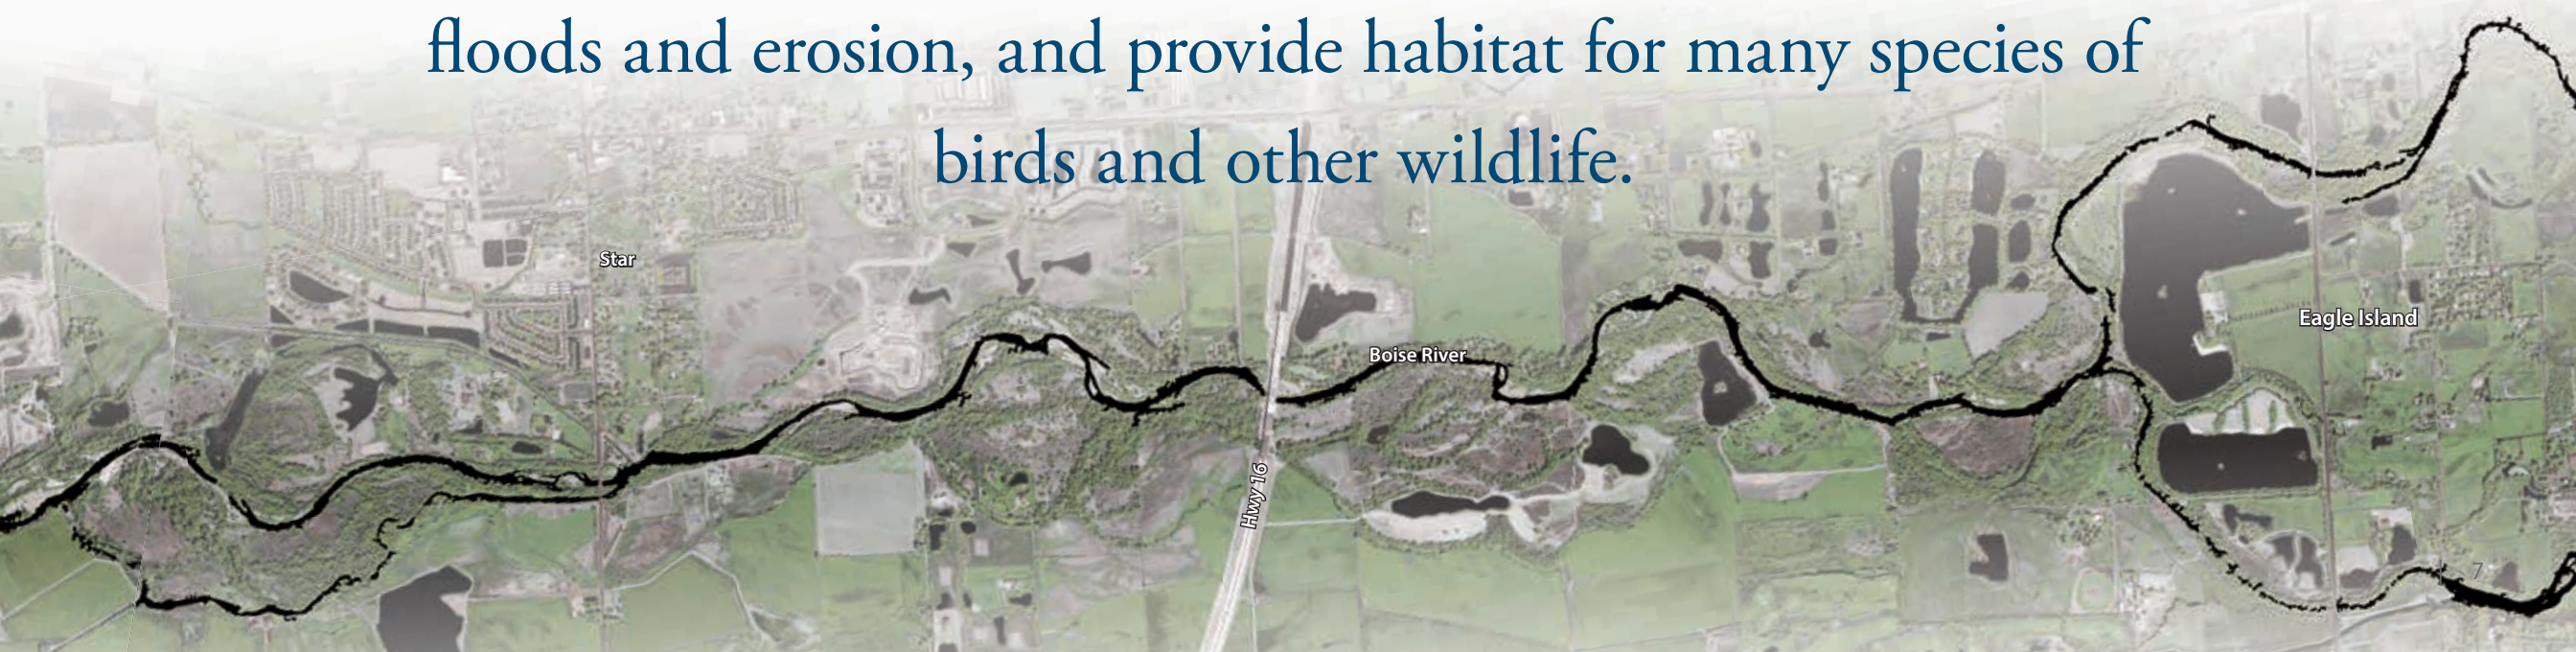 floods and erosion, and provide habitat for many species of
birds and other wildlife.
Star
Eagle Island
Boise River
Hwy 16
7